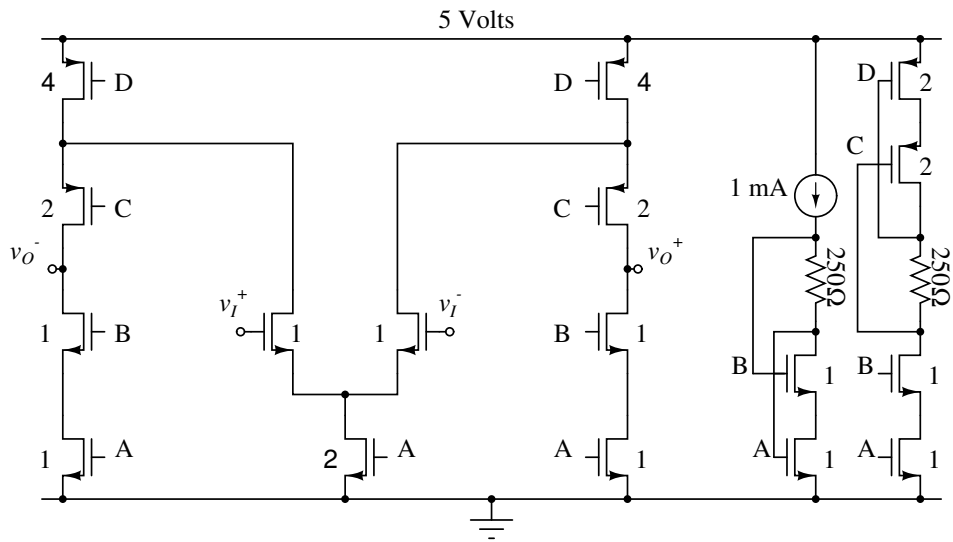 5 Volts
4 D D 4 D 2
C 2
1 mA
2 C C 2
v_O^- v_O^+
250Ω 250Ω
v_I^+ v_I^-
1 B 1 1 B 1
B 1 B 1
1 A 2 A A 1 A 1 A 1